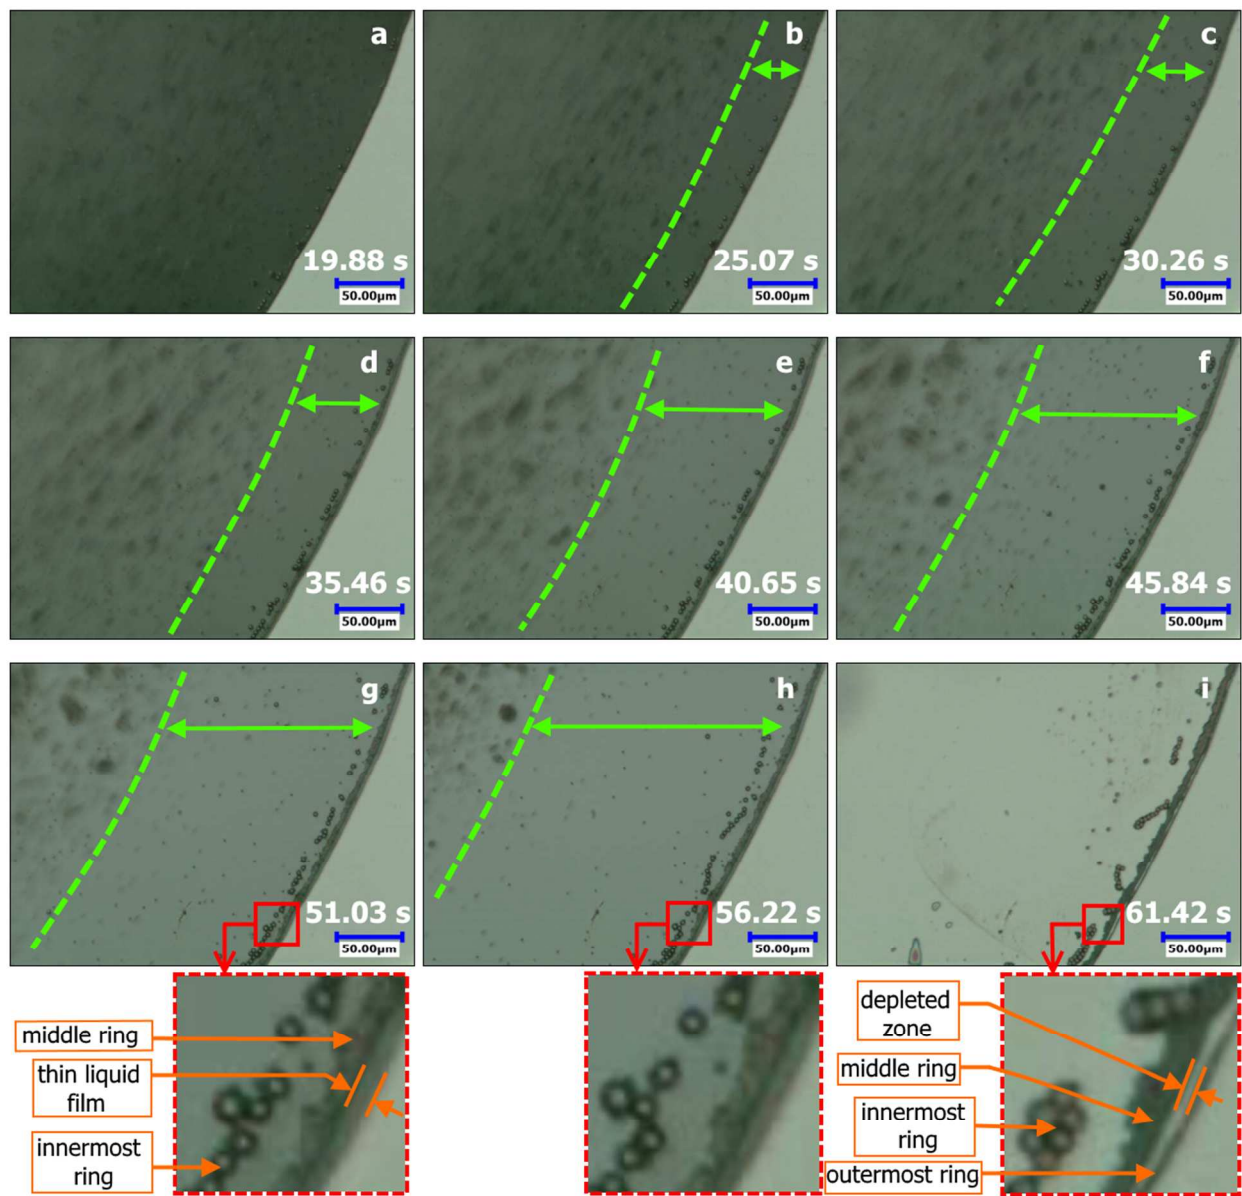 a
19.88 s
50.00μm
b
25.07 s
50.00μm
c
30.26 s
50.00μm
d
35.46 s
50.00μm
e
40.65 s
50.00μm
f
45.84 s
50.00μm
g
51.03 s
50.00μm
h
56.22 s
50.00μm
i
61.42 s
50.00μm
middle ring
thin liquid
film
innermost
ring
depleted
zone
middle ring
innermost
ring
outermost ring